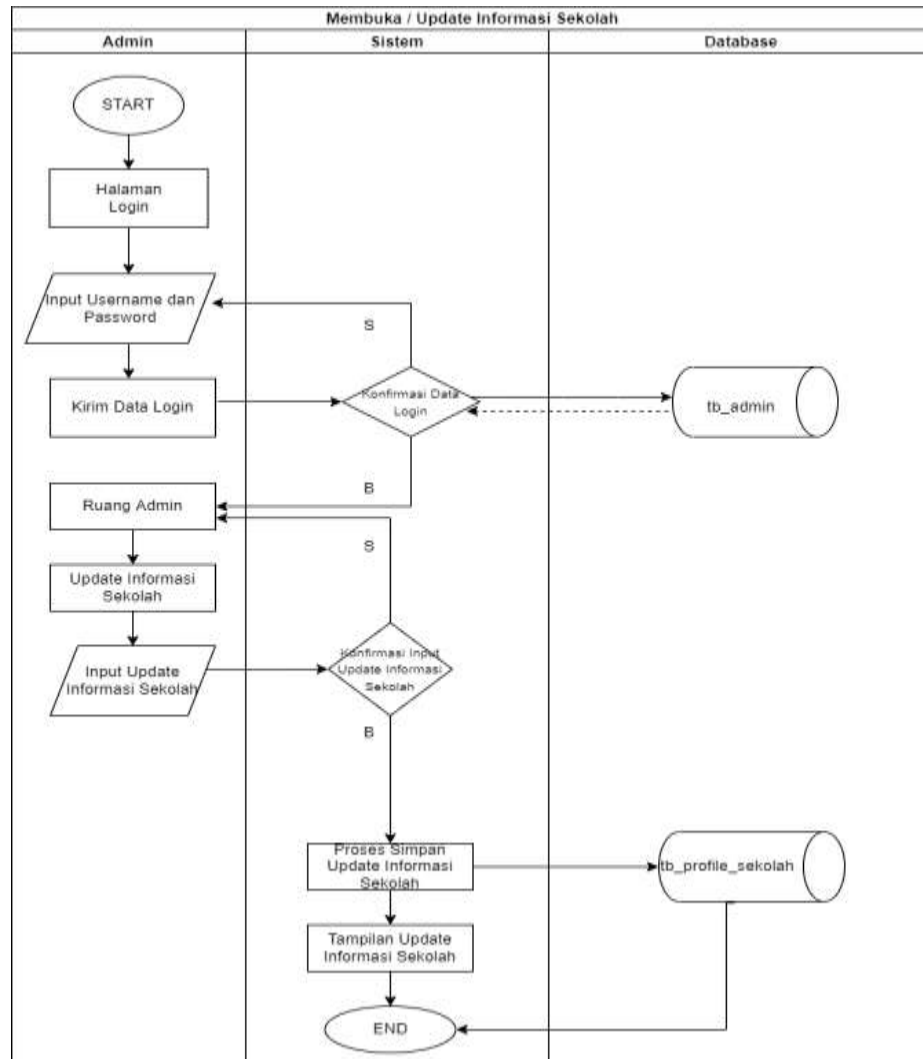 Membuka / Update Informasi Sekolah
Admin
Sistem
Database
START
Halaman
Login
Input Username dan
Password
S
Kirim Data Login
Konfirmasi Data
Login
tb_admin
B
Ruang Admin
S
Update Informasi
Sekolah
Input Update
Informasi Sekolah
Konfirmasi Input
Update Informasi
Sekolah
B
Proses Simpan
Update Informasi
Sekolah
tb_profile_sekolah
Tampilan Update
Informasi Sekolah
END